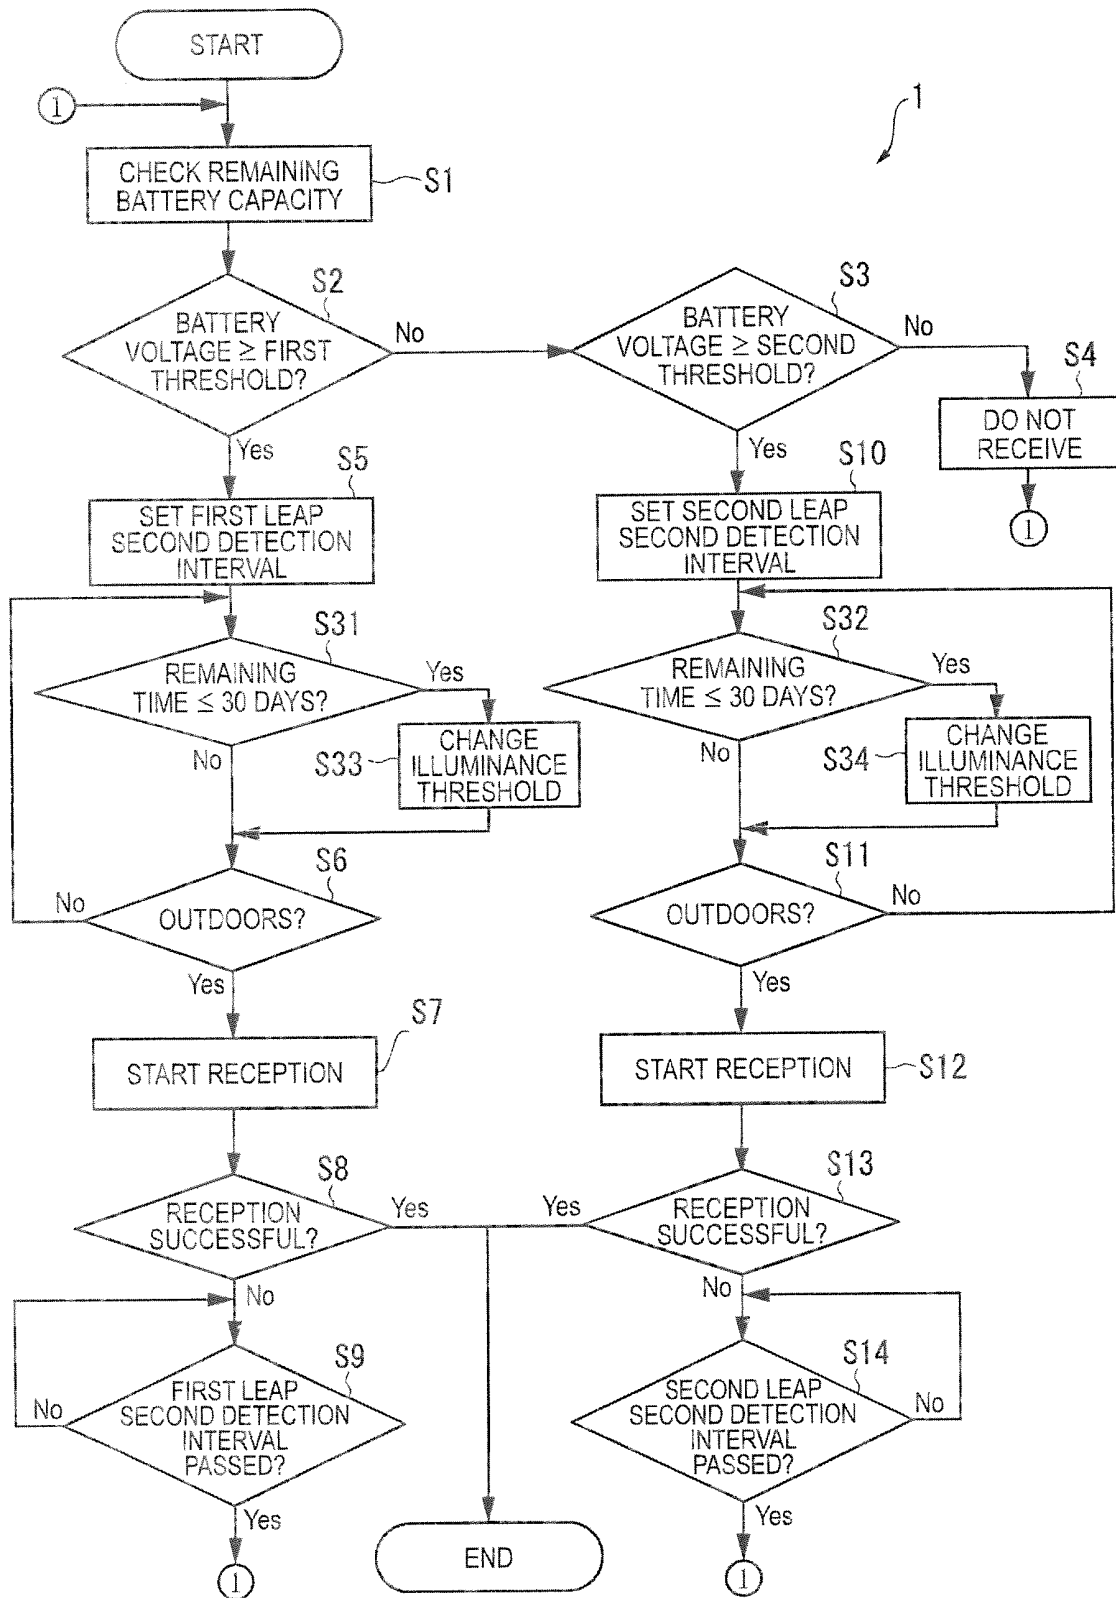 START
1
1
CHECK REMAINING
BATTERY CAPACITY
S1
S2
BATTERY
VOLTAGE ≥ FIRST
THRESHOLD?
No
Yes
S3
BATTERY
VOLTAGE ≥ SECOND
THRESHOLD?
No
Yes
S4
DO NOT
RECEIVE
1
S5
SET FIRST LEAP
SECOND DETECTION
INTERVAL
S10
SET SECOND LEAP
SECOND DETECTION
INTERVAL
S31
REMAINING
TIME ≤ 30 DAYS?
Yes
No
S33
CHANGE
ILLUMINANCE
THRESHOLD
S32
REMAINING
TIME ≤ 30 DAYS?
Yes
No
S34
CHANGE
ILLUMINANCE
THRESHOLD
S6
OUTDOORS?
No
Yes
S11
OUTDOORS?
No
Yes
S7
START RECEPTION
START RECEPTION
S12
S8
RECEPTION
SUCCESSFUL?
Yes
No
S13
RECEPTION
SUCCESSFUL?
Yes
No
S9
FIRST LEAP
SECOND DETECTION
INTERVAL
PASSED?
No
Yes
1
S14
SECOND LEAP
SECOND DETECTION
INTERVAL
PASSED?
No
Yes
1
END